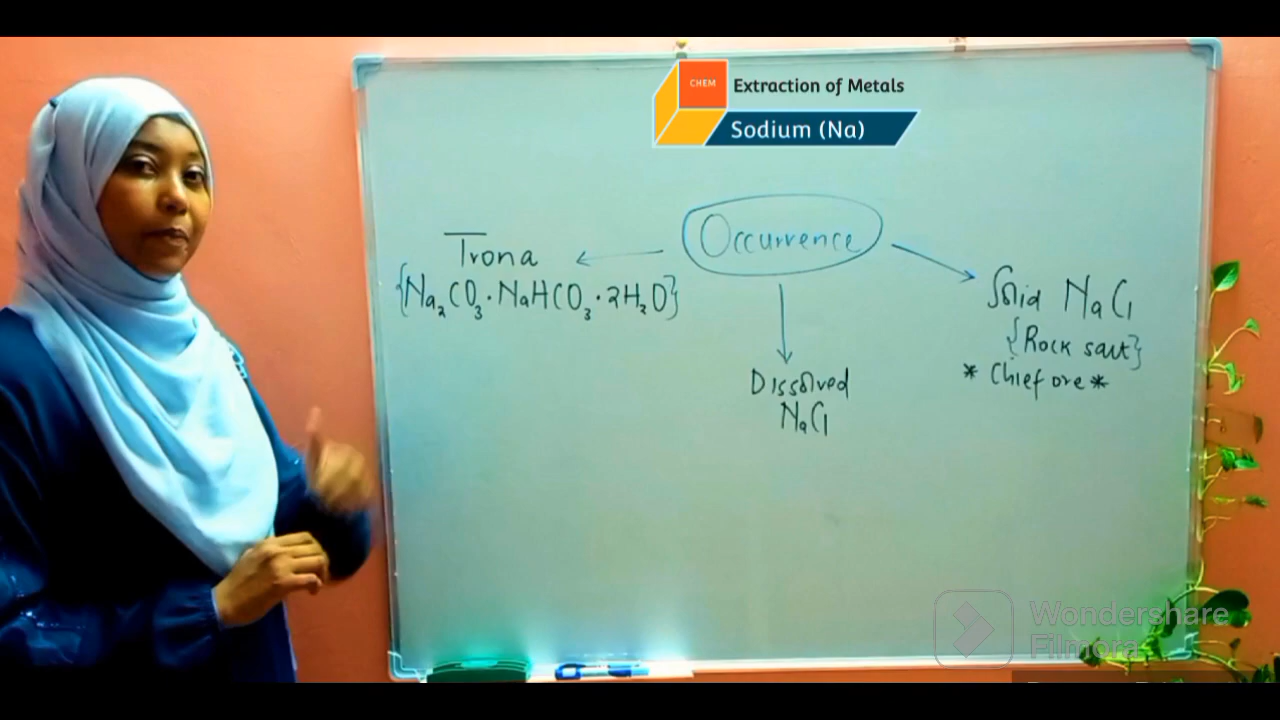 CHEM
Extraction of Metals
Sodium (Na)
Occurrence
Trona
{Na₂CO₃·NaHCO₃·2H₂O}
Solid NaCl
{Rock salt}
* Chief ore *
Dissolved
NaCl
Wondershare
Filmora